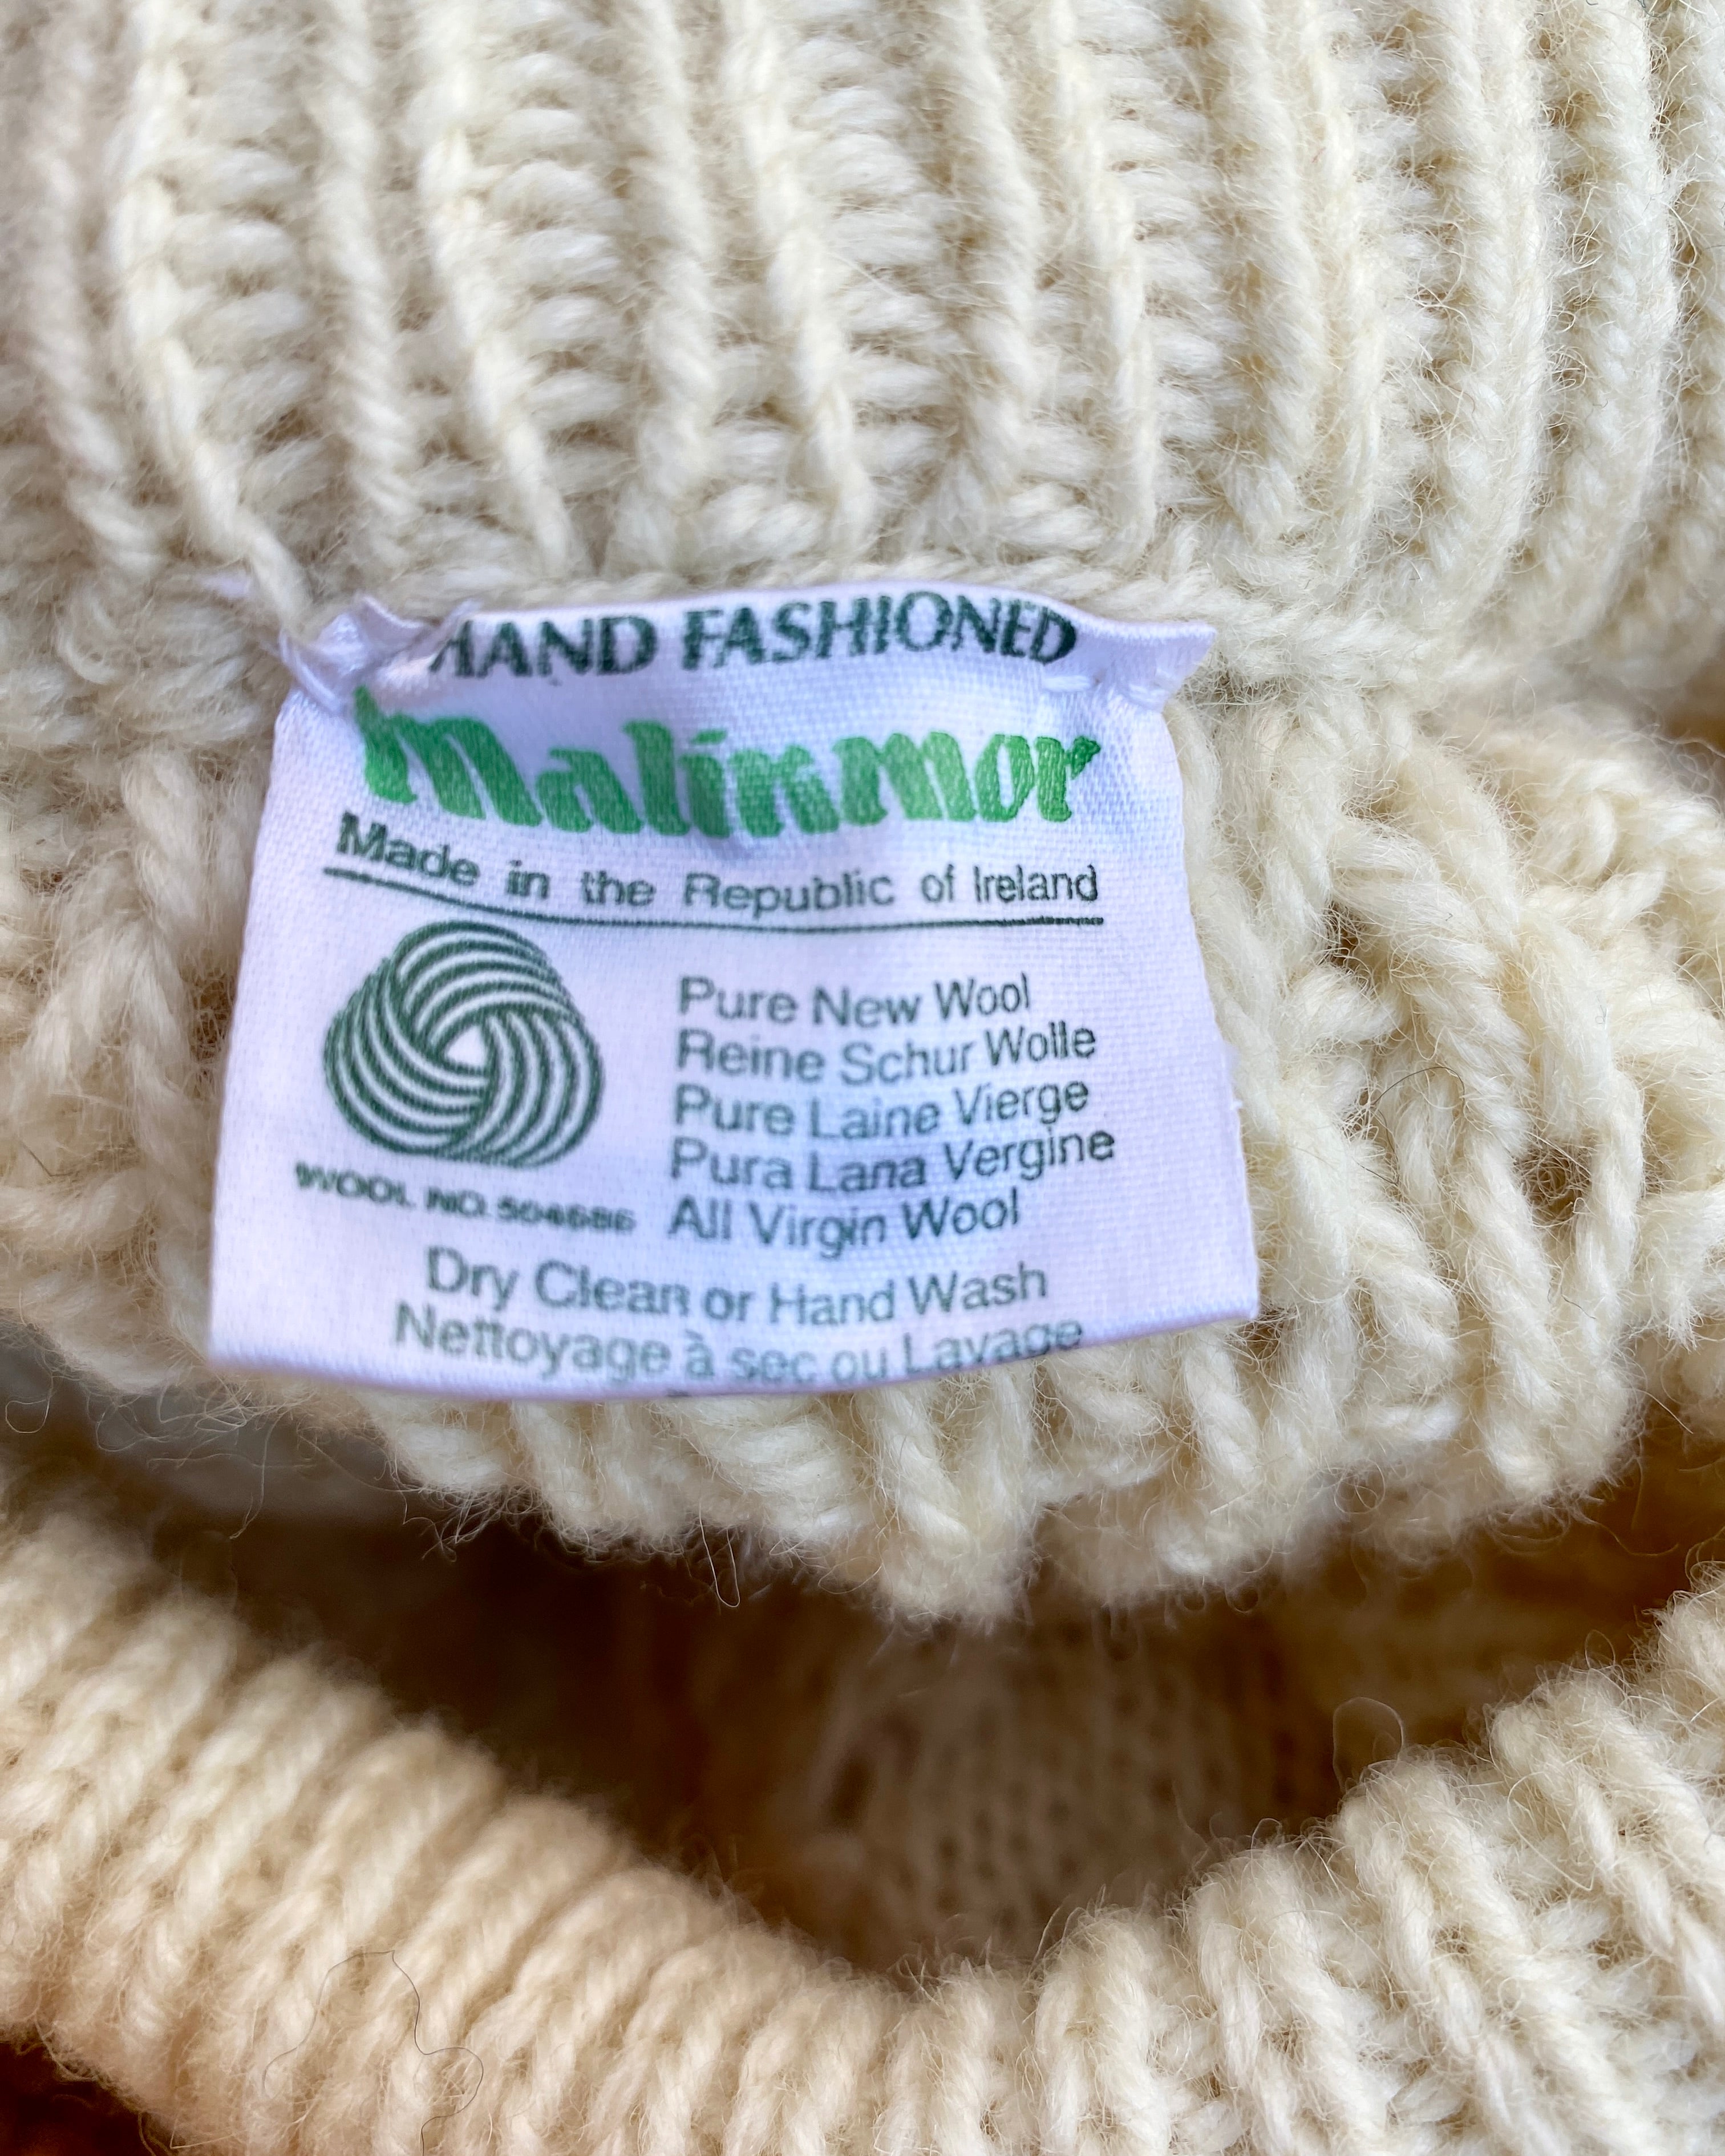 HAND FASHIONED
Malinmor
Made in the Republic of Ireland
Pure New Wool
Reine Schur Wolle
Pure Laine Vierge
Pura Lana Vergine
All Virgin Wool
WOOL NO. 504686
Dry Clean or Hand Wash
Nettoyage à sec ou Lavage